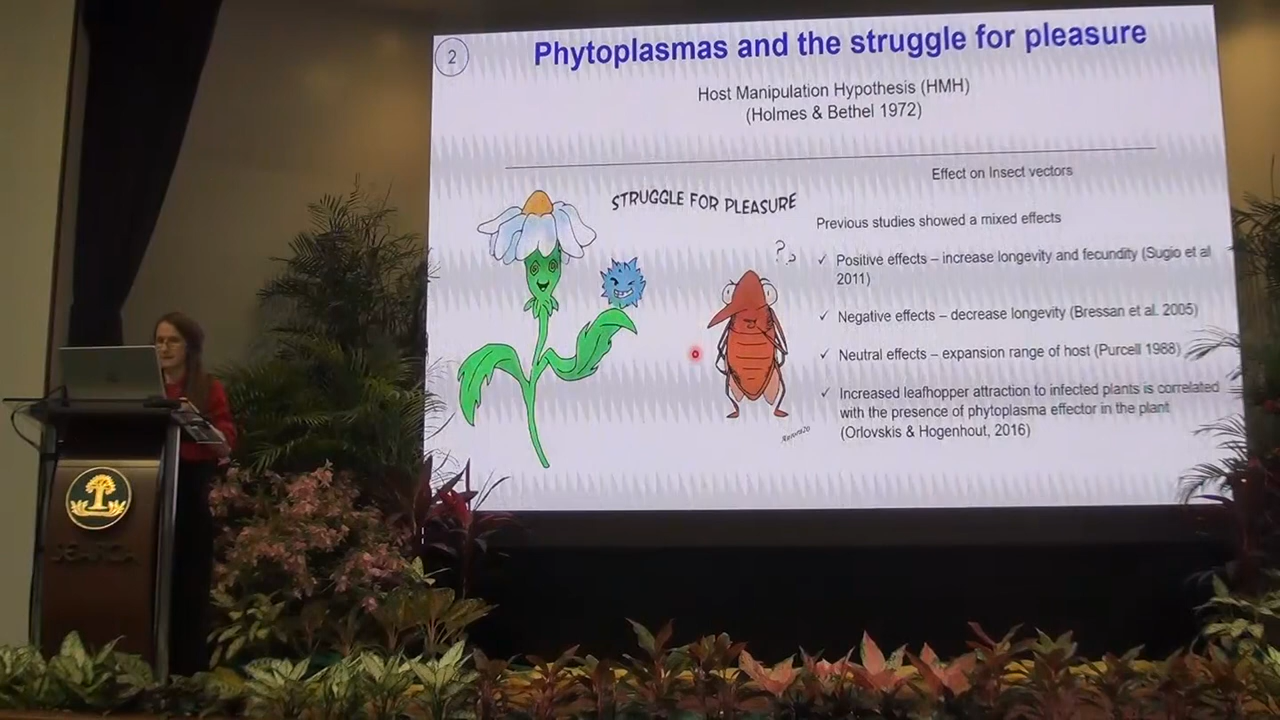 2
Phytoplasmas and the struggle for pleasure
Host Manipulation Hypothesis (HMH)
(Holmes & Bethel 1972)
Effect on Insect vectors
STRUGGLE FOR PLEASURE
??
Previous studies showed a mixed effects
✓ Positive effects – increase longevity and fecundity (Sugio et al
2011)
✓ Negative effects – decrease longevity (Bressan et al. 2005)
✓ Neutral effects – expansion range of host (Purcell 1988)
✓ Increased leafhopper attraction to infected plants is correlated
with the presence of phytoplasma effector in the plant
(Orlovskis & Hogenhout, 2016)
SEARCA